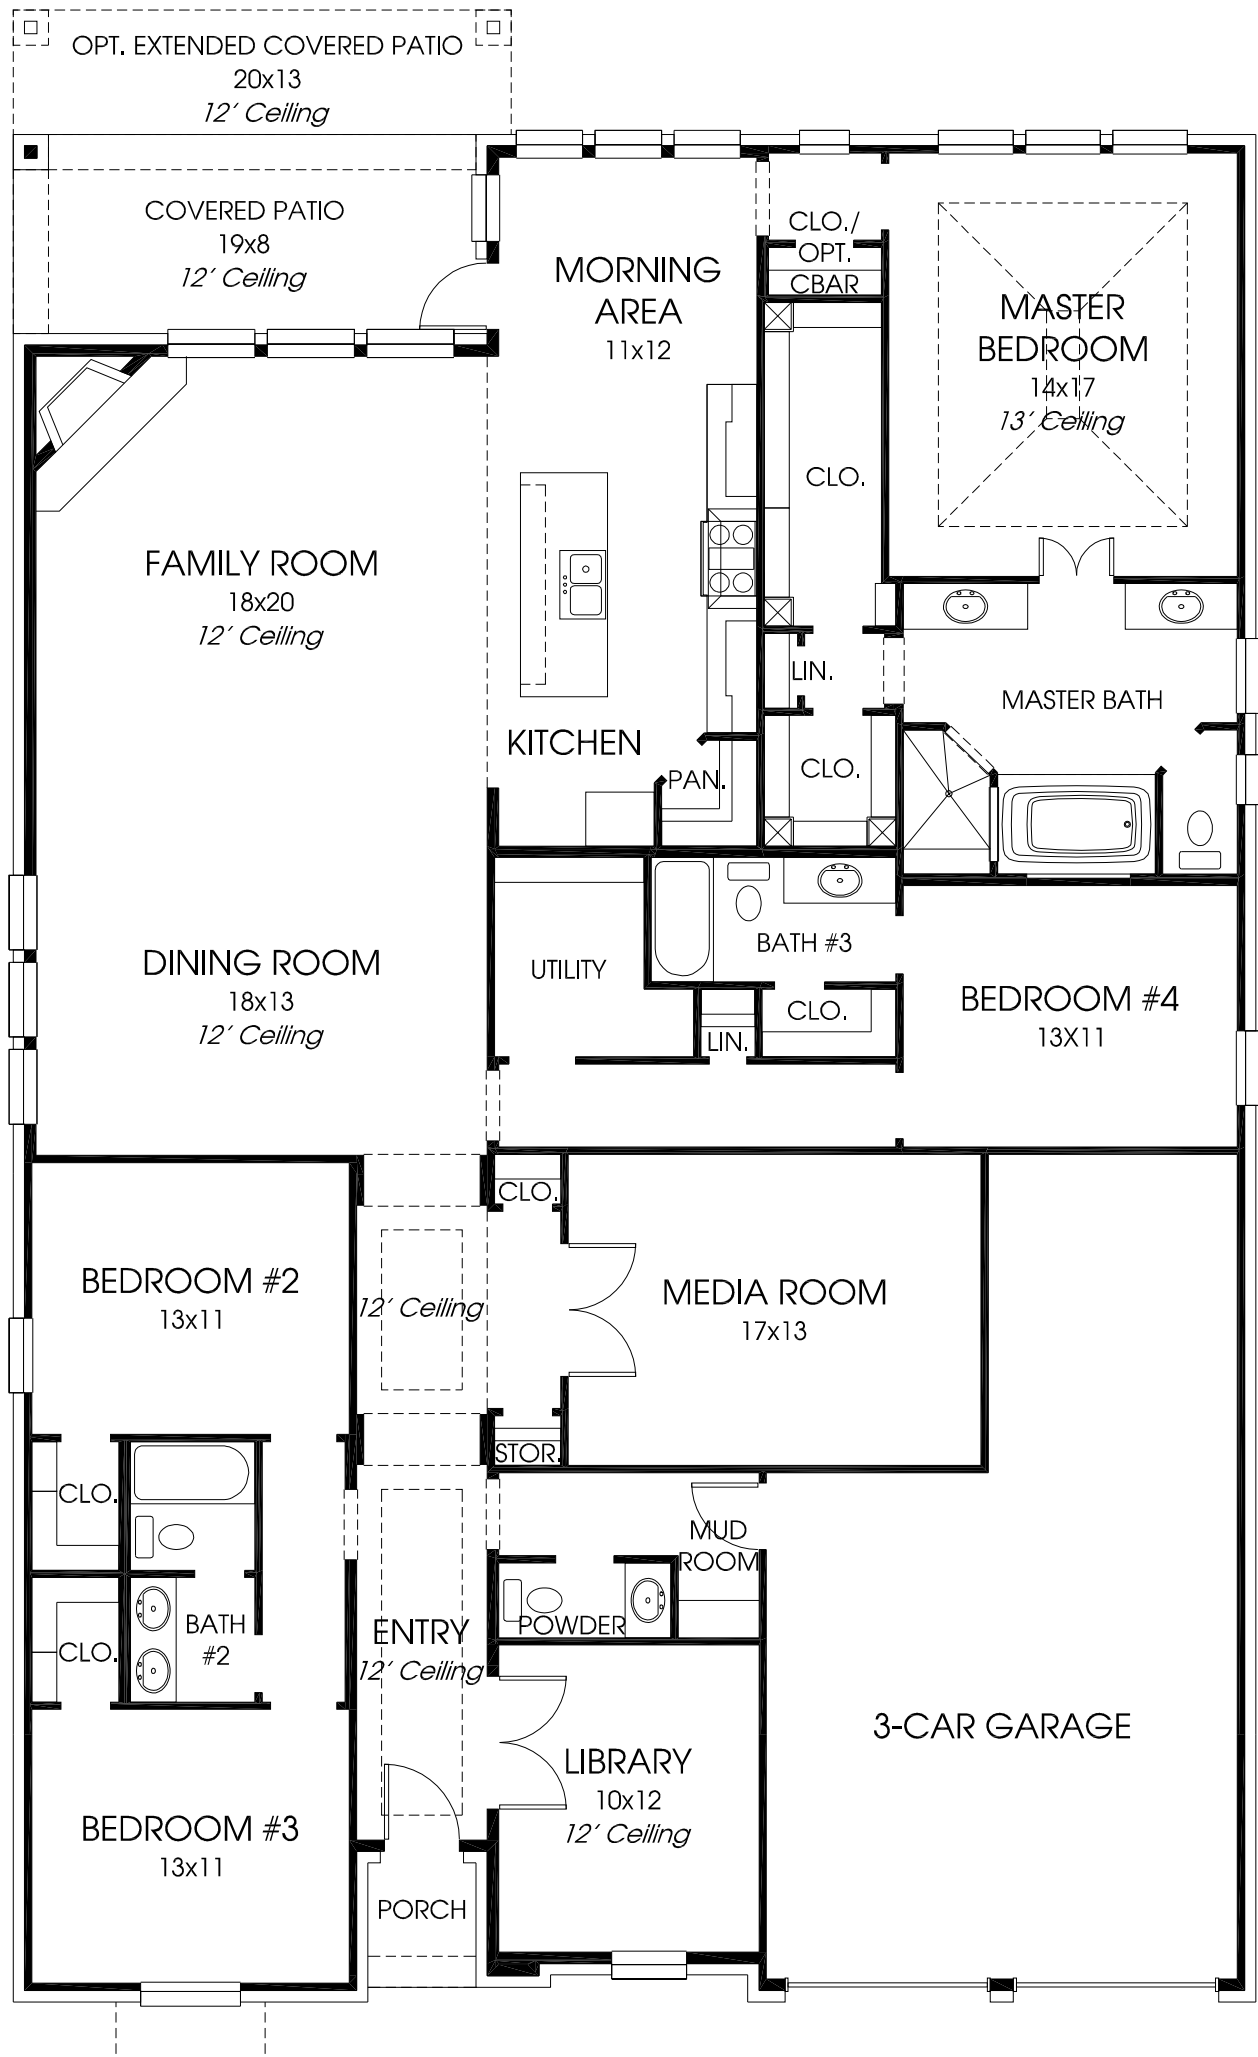 OPT. EXTENDED COVERED PATIO
20x13
12' Ceiling
COVERED PATIO
19x8
12' Ceiling
MORNING
AREA
11x12
CLO./
OPT.
CBAR
MASTER
BEDROOM
14x17
13' Ceiling
CLO.
FAMILY ROOM
18x20
12' Ceiling
LIN.
MASTER BATH
KITCHEN
PAN.
CLO.
DINING ROOM
18x13
12' Ceiling
UTILITY
BATH #3
CLO.
LIN.
BEDROOM #4
13X11
CLO.
BEDROOM #2
13x11
12' Ceiling
MEDIA ROOM
17x13
STOR.
CLO.
MUD
ROOM
BATH
#2
CLO.
ENTRY
12' Ceiling
POWDER
3-CAR GARAGE
LIBRARY
10x12
12' Ceiling
BEDROOM #3
13x11
PORCH